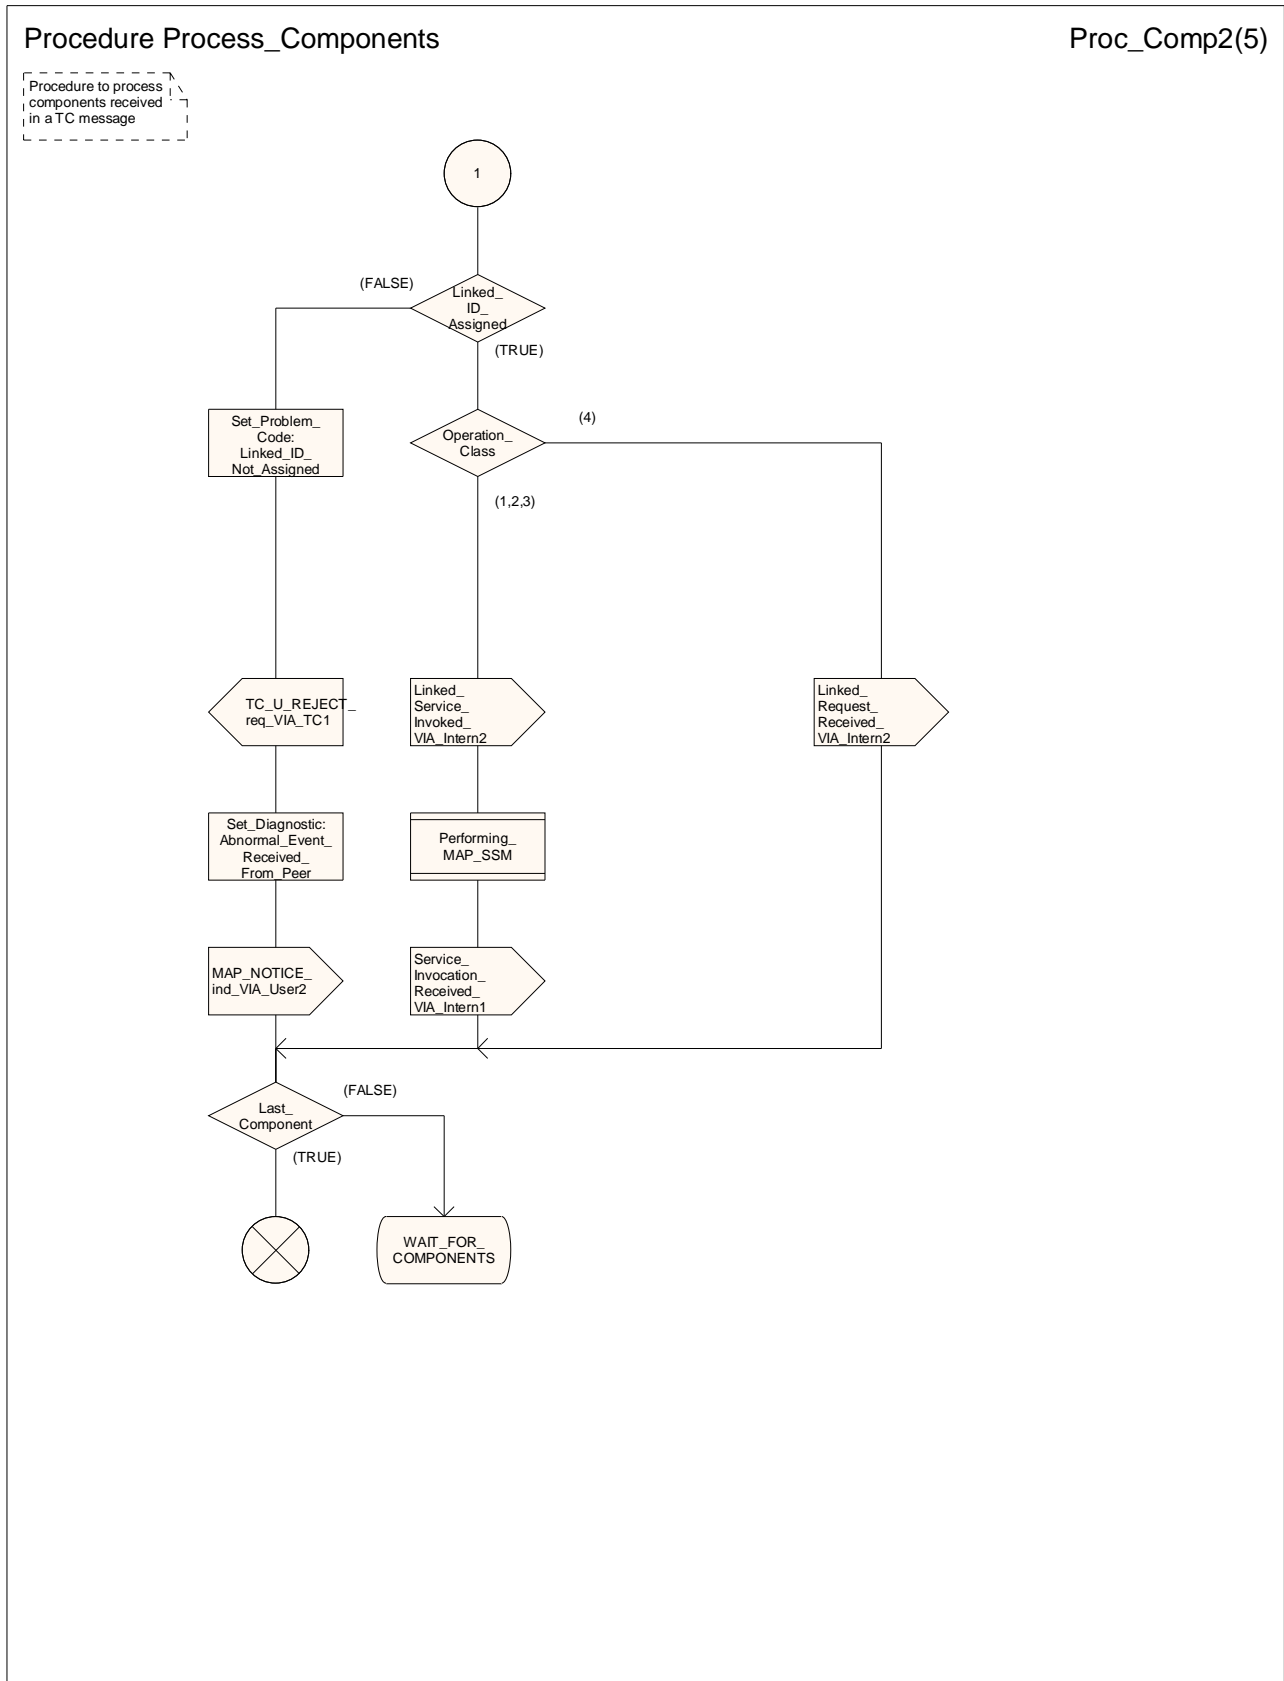 Procedure Process_Components
Proc_Comp2(5)
Procedure to process
components received
in a TC message
1
(FALSE)
Linked_
ID_
Assigned
(TRUE)
Set_Problem_
Code:
Linked_ID_
Not_Assigned
Operation_
Class
(4)
(1,2,3)
TC_U_REJECT_
req_VIA_TC1
Linked_
Service_
Invoked_
VIA_Intern2
Linked_
Request_
Received_
VIA_Intern2
Set_Diagnostic:
Abnormal_Event_
Received_
From_Peer
Performing_
MAP_SSM
MAP_NOTICE_
ind_VIA_User2
Service_
Invocation_
Received_
VIA_Intern1
(FALSE)
Last_
Component
(TRUE)
WAIT_FOR_
COMPONENTS